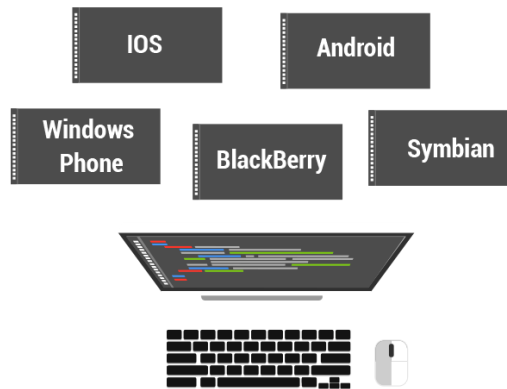 IOS
Android
Windows
Phone
BlackBerry
Symbian